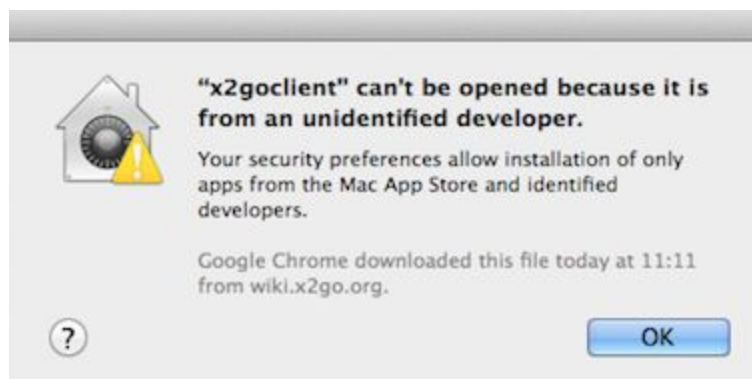 “x2goclient” can't be opened because it is
from an unidentified developer.
Your security preferences allow installation of only
apps from the Mac App Store and identified
developers.
Google Chrome downloaded this file today at 11:11
from wiki.x2go.org.
?
OK